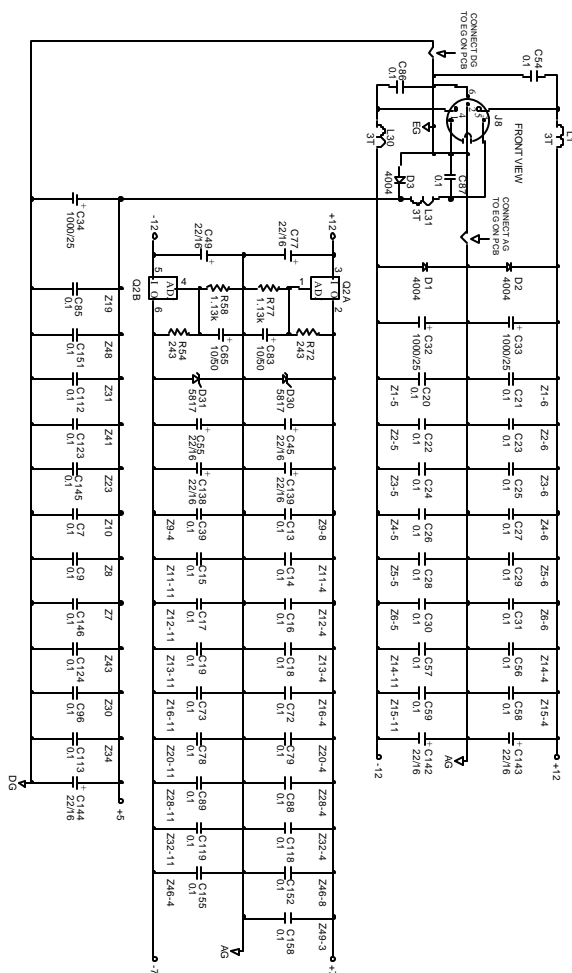 CONNECT DG
TO EG ON PCB
C54
0.1
C86
0.1
6
2
5
4
J8
FRONT VIEW
EG
L30
3T
3T
D3
4004
C87
0.1
L31
3T
CONNECT AG
TO EG ON PCB
C34
1000/25
+
-12
C49
22/16
+
C77
22/16
+
+12
D1
4004
D2
4004
5
I
O
AD
6
4
Q2B
R58
1.13k
R77
1.13k
1
3
I
O
AD
2
Q2A
C32
1000/25
+
C33
1000/25
+
R54
243
C65
10/50
+
C83
10/50
+
R72
243
D31
5817
D30
5817
Z19
C85
0.1
Z48
C151
0.1
Z31
C112
0.1
Z41
C123
0.1
Z23
C145
0.1
Z10
C7
0.1
Z8
C9
0.1
Z7
C146
0.1
Z43
C124
0.1
Z30
C96
0.1
Z34
C113
0.1
C144
22/16
+
+5
DG
C55
22/16
+
C45
22/16
+
C138
22/16
+
C139
22/16
+
Z9-4
C39
0.1
C13
0.1
Z9-8
Z11-11
C15
0.1
C14
0.1
Z11-4
Z12-11
C17
0.1
C16
0.1
Z12-4
Z13-11
C19
0.1
C18
0.1
Z13-4
Z16-11
C73
0.1
C72
0.1
Z16-4
Z20-11
C78
0.1
C79
0.1
Z20-4
Z28-11
C89
0.1
C88
0.1
Z28-4
Z32-11
C119
0.1
C118
0.1
Z32-4
Z46-4
C155
0.1
C152
0.1
Z46-8
C158
0.1
Z49-3
AG
Z1-5
C20
0.1
C21
0.1
Z1-6
Z2-5
C22
0.1
C23
0.1
Z2-6
Z3-5
C24
0.1
C25
0.1
Z3-6
Z4-5
C26
0.1
C27
0.1
Z4-6
Z5-5
C28
0.1
C29
0.1
Z5-6
Z6-5
C30
0.1
C31
0.1
Z6-6
Z14-11
C57
0.1
C56
0.1
Z14-4
Z15-11
C59
0.1
C58
0.1
Z15-4
C142
22/16
+
C143
22/16
+
-12
AG
+12